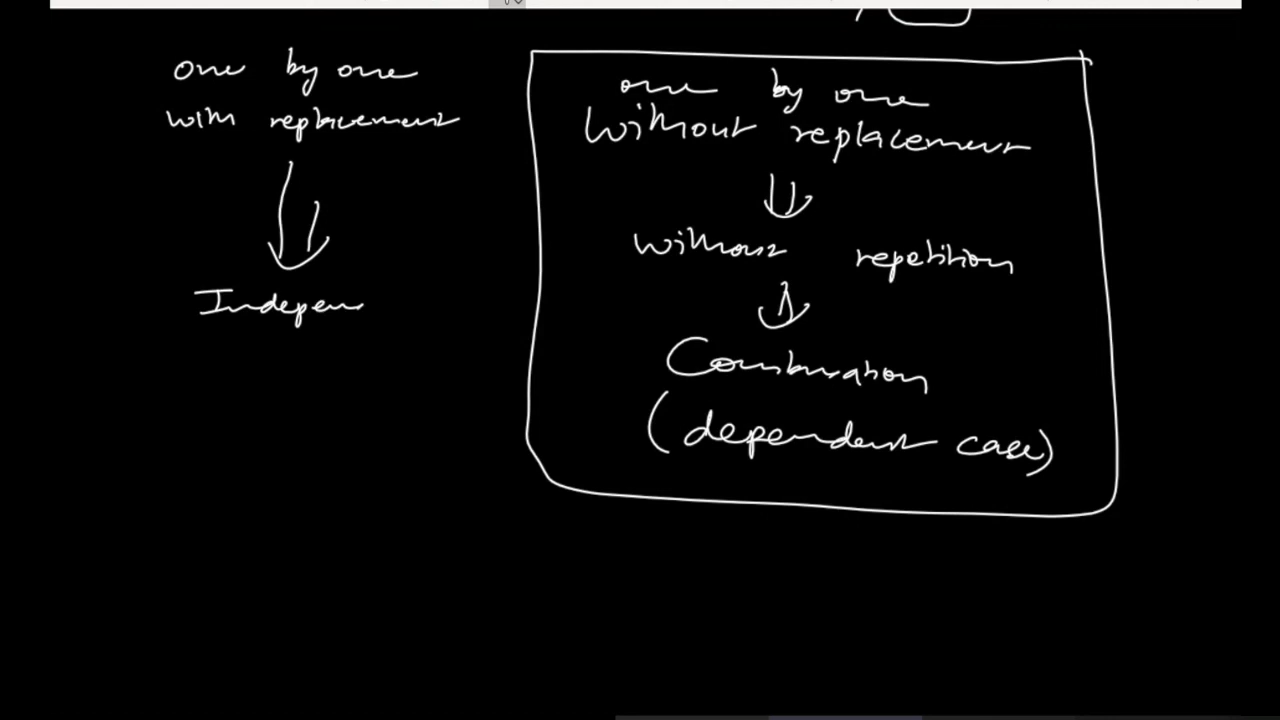 one by one
with replacement
Indepen
one by one
Without replacement
without repetition
Combination
(dependent case)